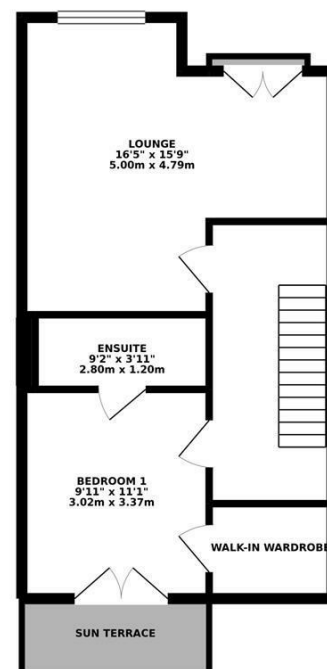 LOUNGE
16'5" x 15'9"
5.00m x 4.79m
ENSUITE
9'2" x 3'11"
2.80m x 1.20m
BEDROOM 1
9'11" x 11'1"
3.02m x 3.37m
WALK-IN WARDROBE
SUN TERRACE